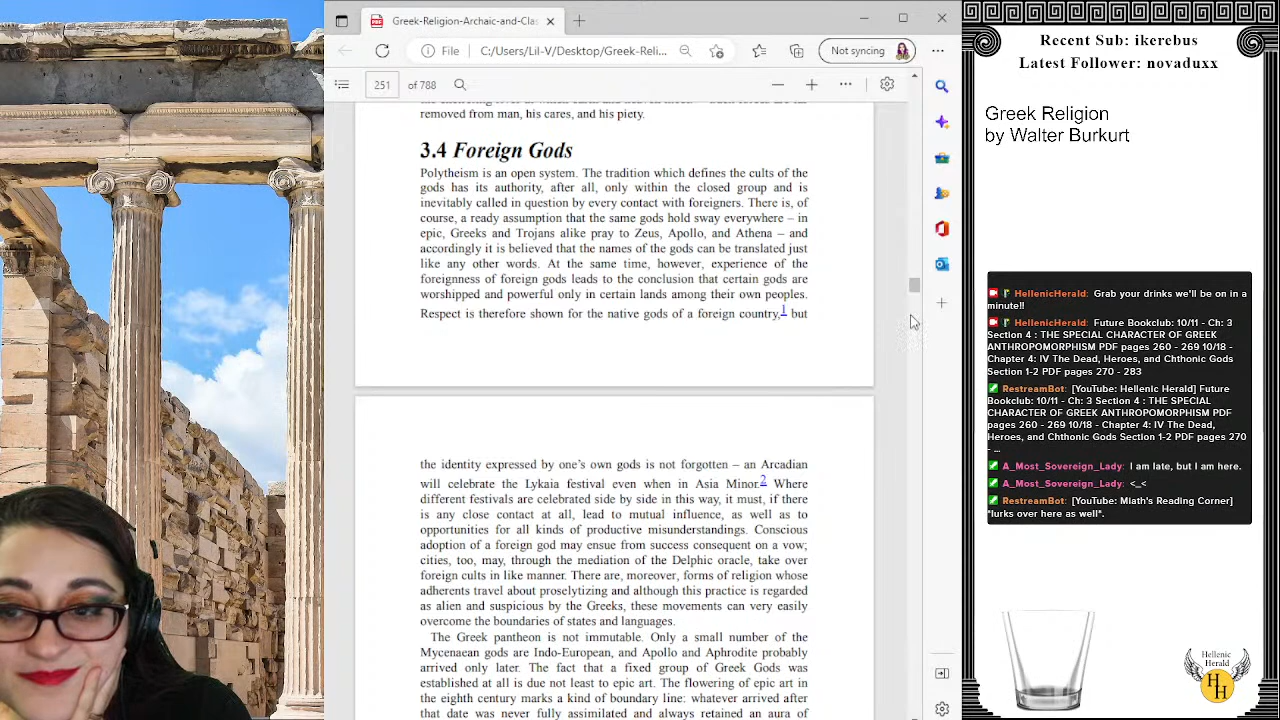 Greek-Religion-Archaic-and-Cla
File
C:/Users/Lil-V/Desktop/Greek-Reli...
Not syncing
251 of 788
removed from man, his cares, and his piety.
3.4 Foreign Gods
Polytheism is an open system. The tradition which defines the cults of the
gods has its authority, after all, only within the closed group and is
inevitably called in question by every contact with foreigners. There is, of
course, a ready assumption that the same gods hold sway everywhere – in
epic, Greeks and Trojans alike pray to Zeus, Apollo, and Athena – and
accordingly it is believed that the names of the gods can be translated just
like any other words. At the same time, however, experience of the
foreignness of foreign gods leads to the conclusion that certain gods are
worshipped and powerful only in certain lands among their own peoples.
Respect is therefore shown for the native gods of a foreign country,1 but
the identity expressed by one's own gods is not forgotten – an Arcadian
will celebrate the Lykaia festival even when in Asia Minor.2 Where
different festivals are celebrated side by side in this way, it must, if there
is any close contact at all, lead to mutual influence, as well as to
opportunities for all kinds of productive misunderstandings. Conscious
adoption of a foreign god may ensue from success consequent on a vow;
cities, too, may, through the mediation of the Delphic oracle, take over
foreign cults in like manner. There are, moreover, forms of religion whose
adherents travel about proselytizing and although this practice is regarded
as alien and suspicious by the Greeks, these movements can very easily
overcome the boundaries of states and languages.
The Greek pantheon is not immutable. Only a small number of the
Mycenaean gods are Indo-European, and Apollo and Aphrodite probably
arrived only later. The fact that a fixed group of Greek Gods was
established at all is due not least to epic art. The flowering of epic art in
the eighth century marks a kind of boundary line: whatever arrived after
that date was never fully assimilated and always retained an aura of
Recent Sub: ikerebus
Latest Follower: novaduxx
Greek Religion
by Walter Burkurt
HellenicHerald: Grab your drinks we'll be on in a
minute!!
HellenicHerald: Future Bookclub: 10/11 - Ch: 3
Section 4 : THE SPECIAL CHARACTER OF GREEK
ANTHROPOMORPHISM PDF pages 260 - 269 10/18 -
Chapter 4: IV The Dead, Heroes, and Chthonic Gods
Section 1-2 PDF pages 270 - 283
RestreamBot: [YouTube: Hellenic Herald] Future
Bookclub: 10/11 - Ch: 3 Section 4 : THE SPECIAL
CHARACTER OF GREEK ANTHROPOMORPHISM PDF
pages 260 - 269 10/18 - Chapter 4: IV The Dead,
Heroes, and Chthonic Gods Section 1-2 PDF pages 270
- ...
A_Most_Sovereign_Lady: I am late, but I am here.
A_Most_Sovereign_Lady: <_<
RestreamBot: [YouTube: Miath's Reading Corner]
*lurks over here as well*.
Hellenic
Herald
H H